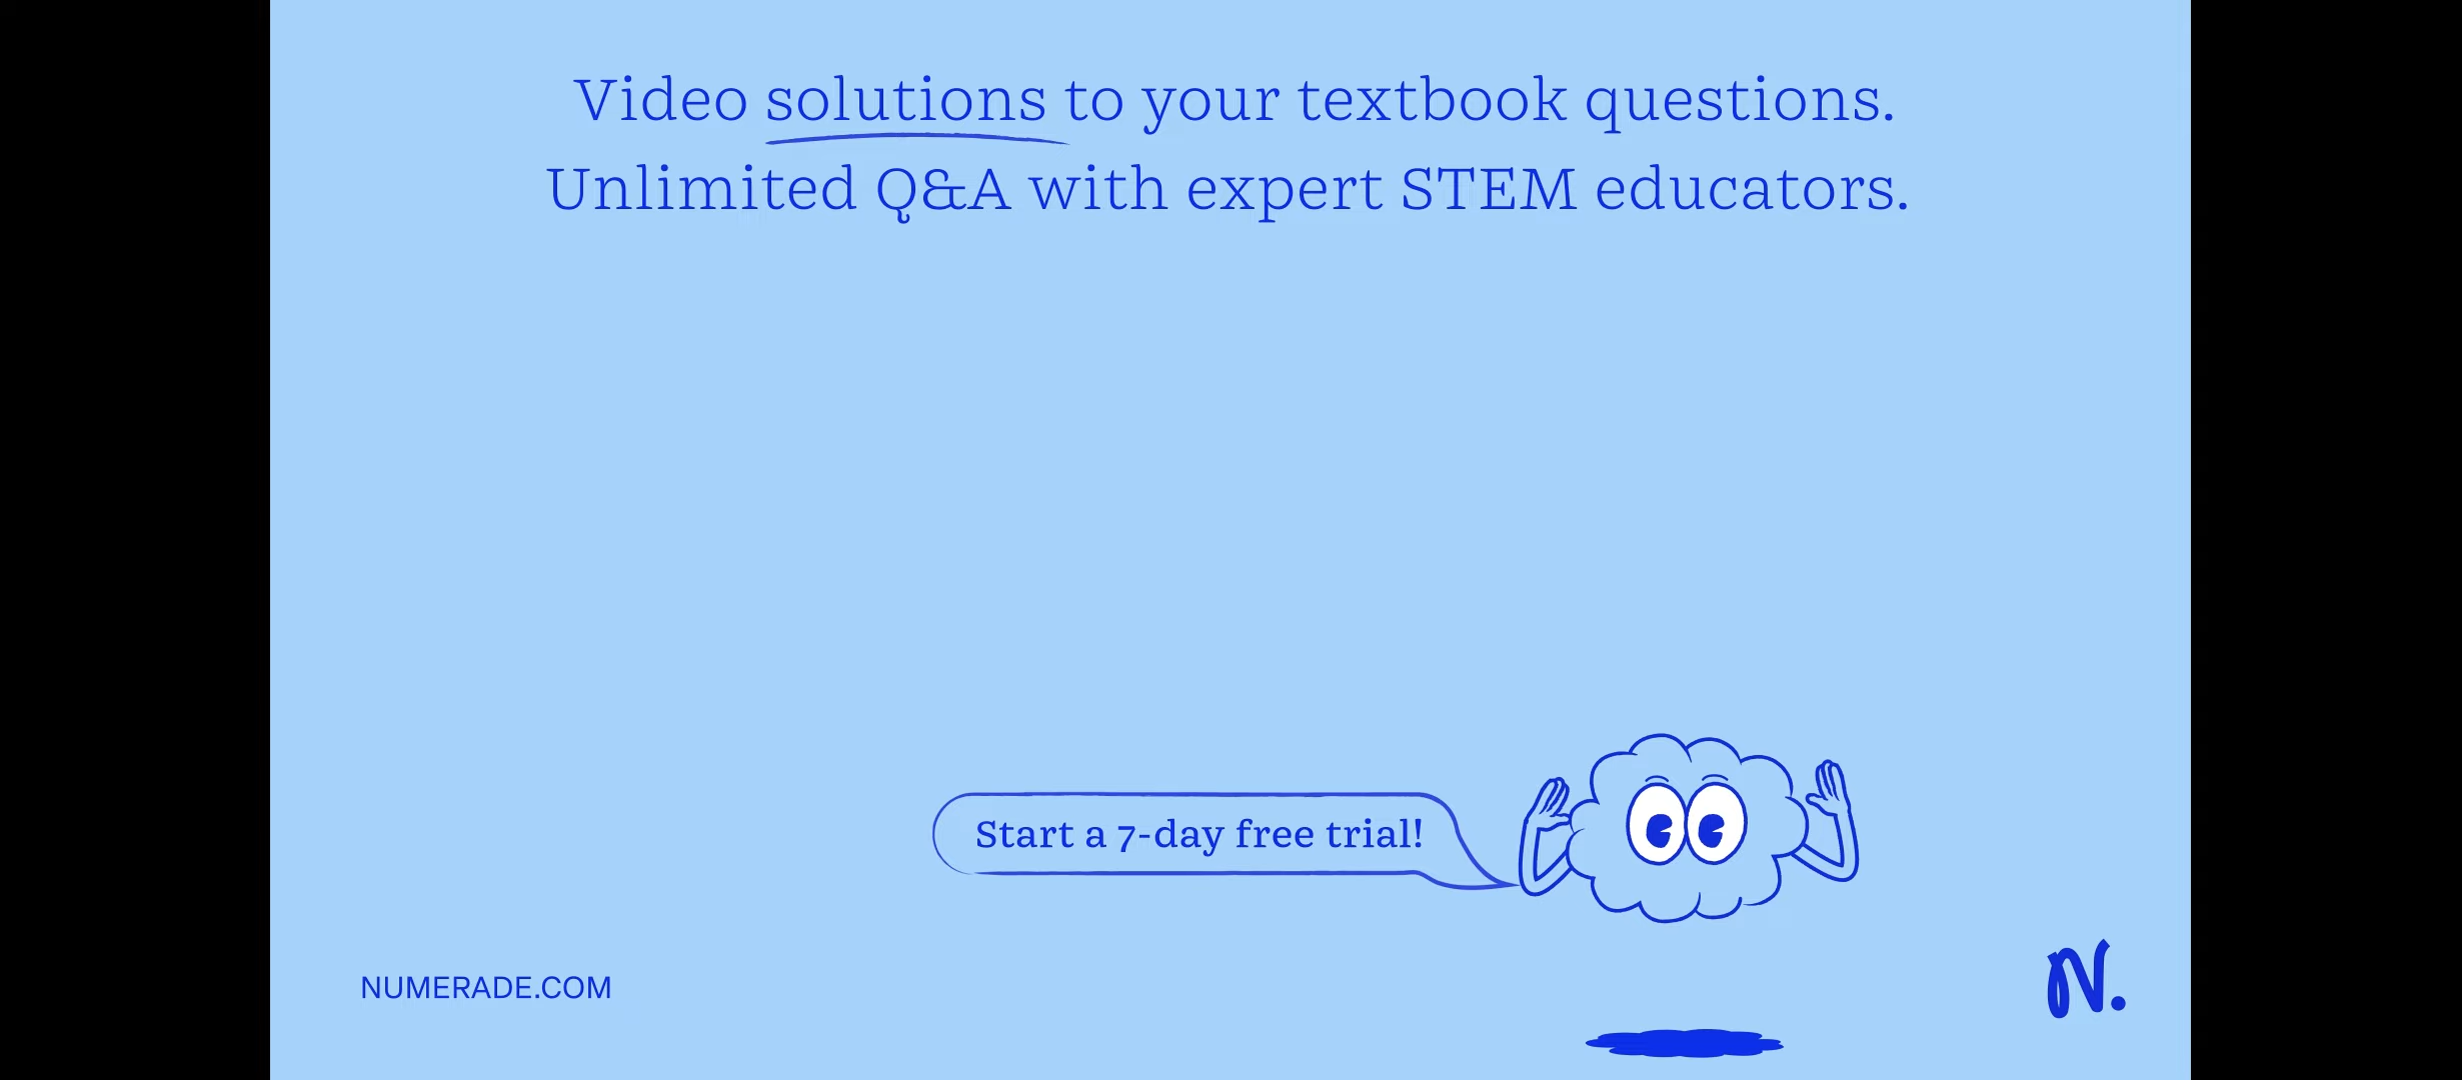 Video solutions to your textbook questions.
Unlimited Q&A with expert STEM educators.
Start a 7-day free trial!
NUMERADE.COM
N.